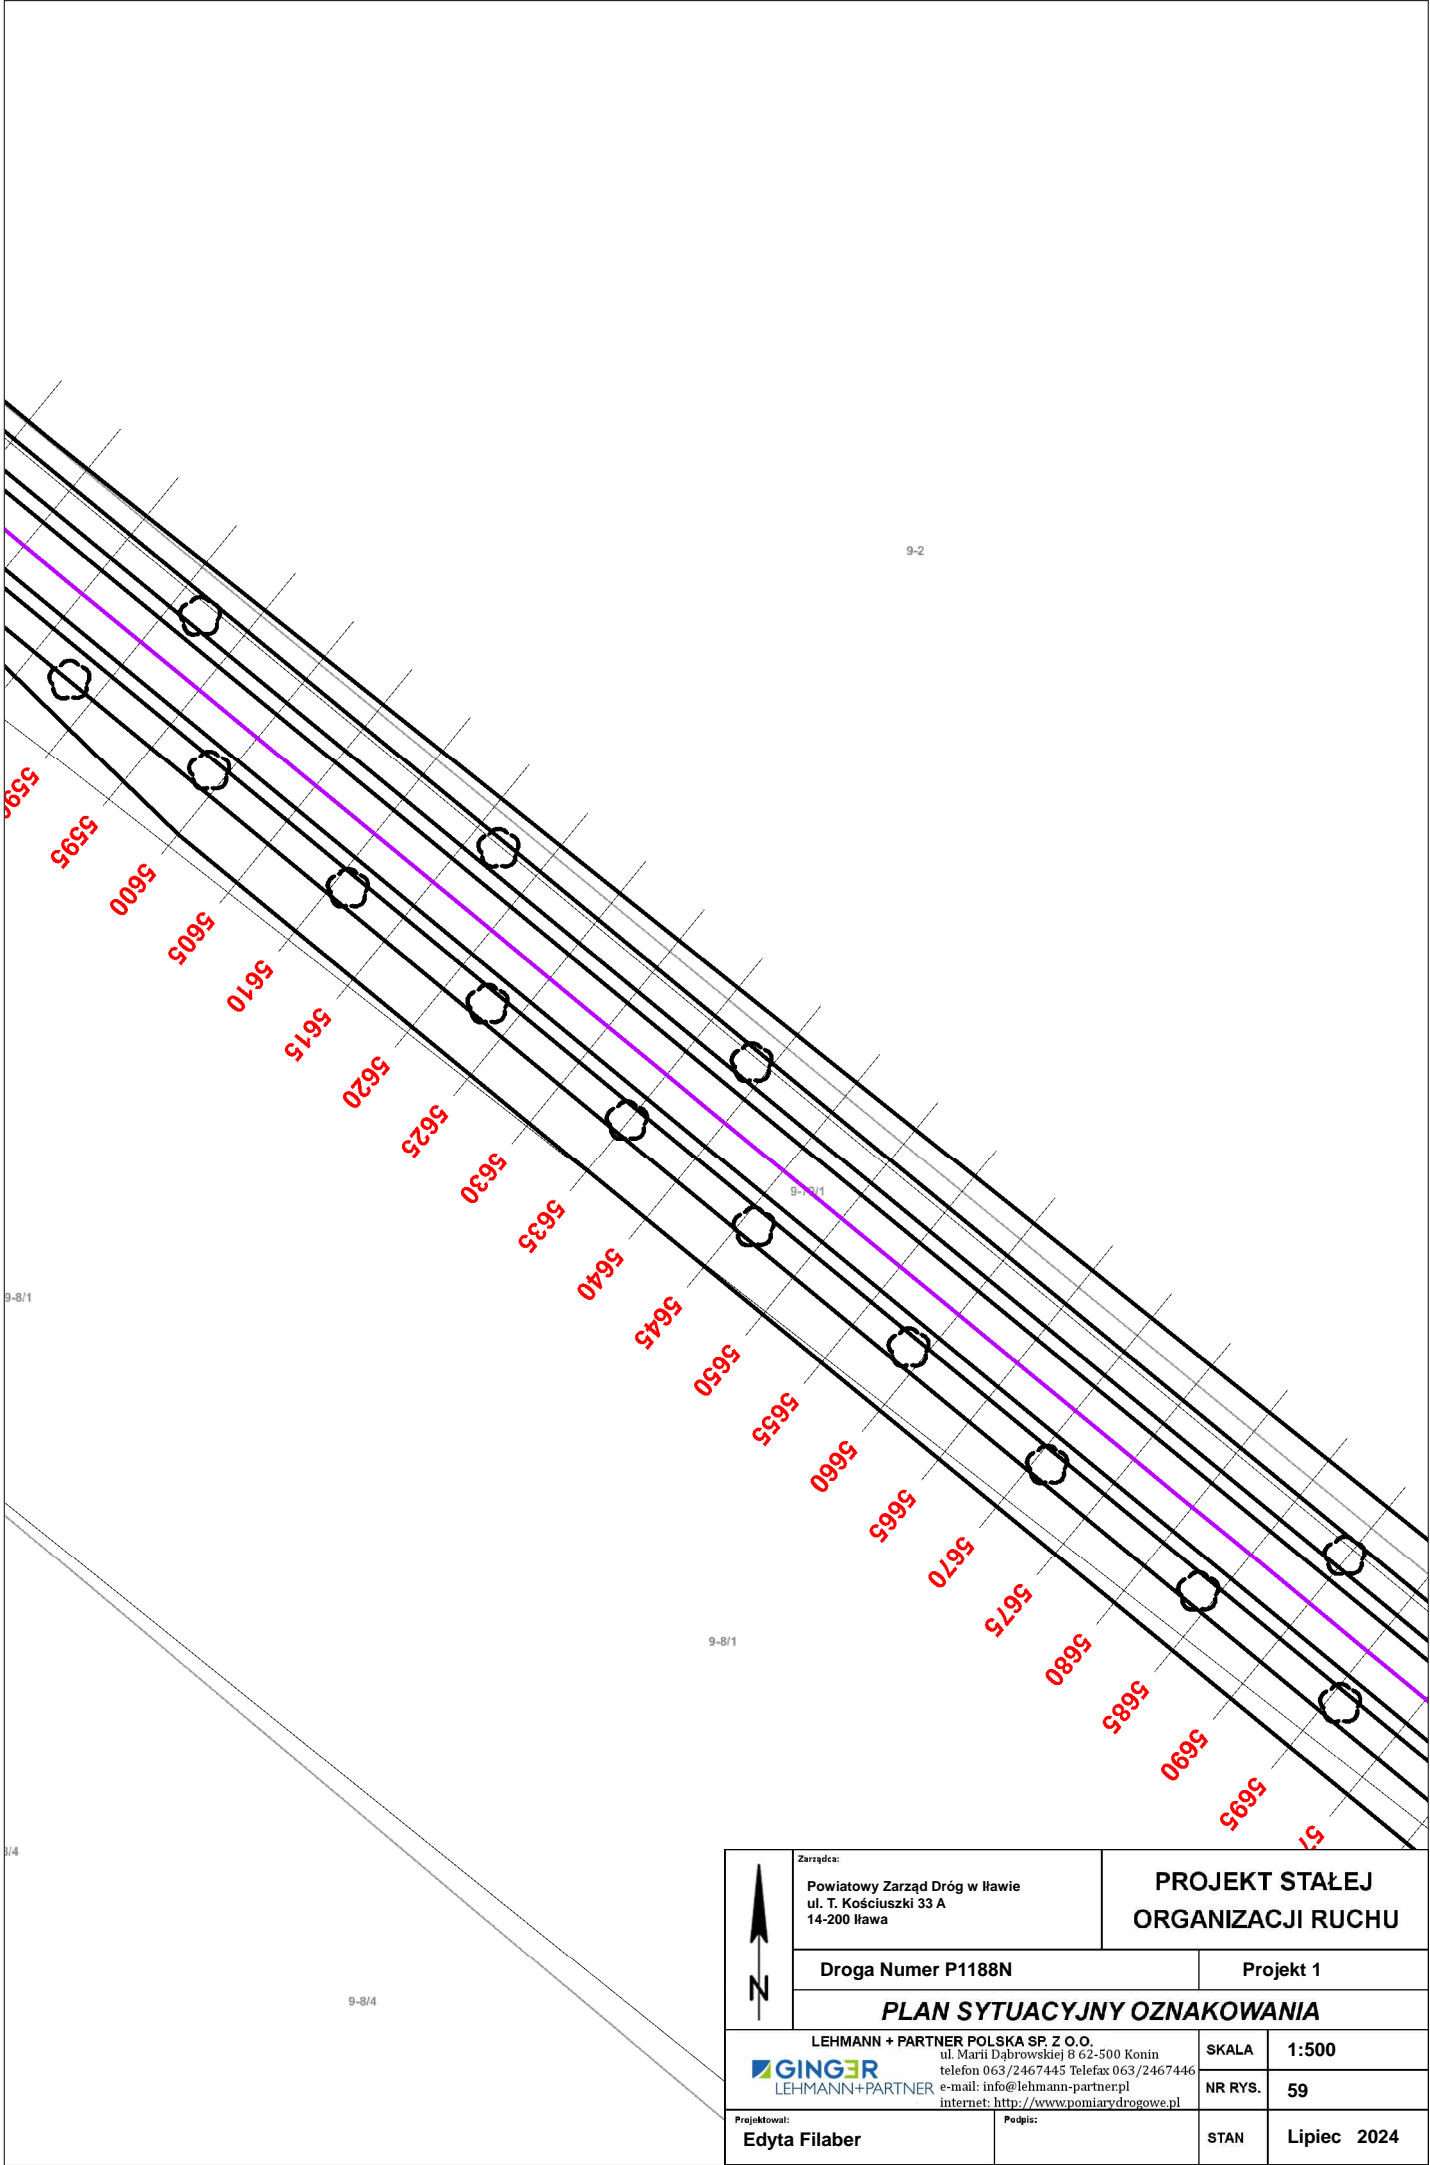 9-2
5595
5600
5605
5610
5615
5620
5625
5630
5635
5640
5645
5650
5655
5660
5665
5670
5675
5680
5685
5690
5695
9-8/1
9-8/1
9-8/4
Zarządca:
Powiatowy Zarząd Dróg w Iławie
ul. T. Kościuszki 33 A
14-200 Iława
PROJEKT STAŁEJ
ORGANIZACJI RUCHU
N
Droga Numer P1188N
Projekt 1
PLAN SYTUACYJNY OZNAKOWANIA
LEHMANN + PARTNER POLSKA SP. Z O.O.
ul. Marii Dąbrowskiej 8 62-500 Konin
telefon 063/2467445 Telefax 063/2467446
e-mail: info@lehmann-partner.pl
internet: http://www.pomiarydrogowe.pl
GINGER
LEHMANN+PARTNER
SKALA 1:500
NR RYS. 59
Projektował:
Edyta Filaber
Podpis:
STAN Lipiec 2024